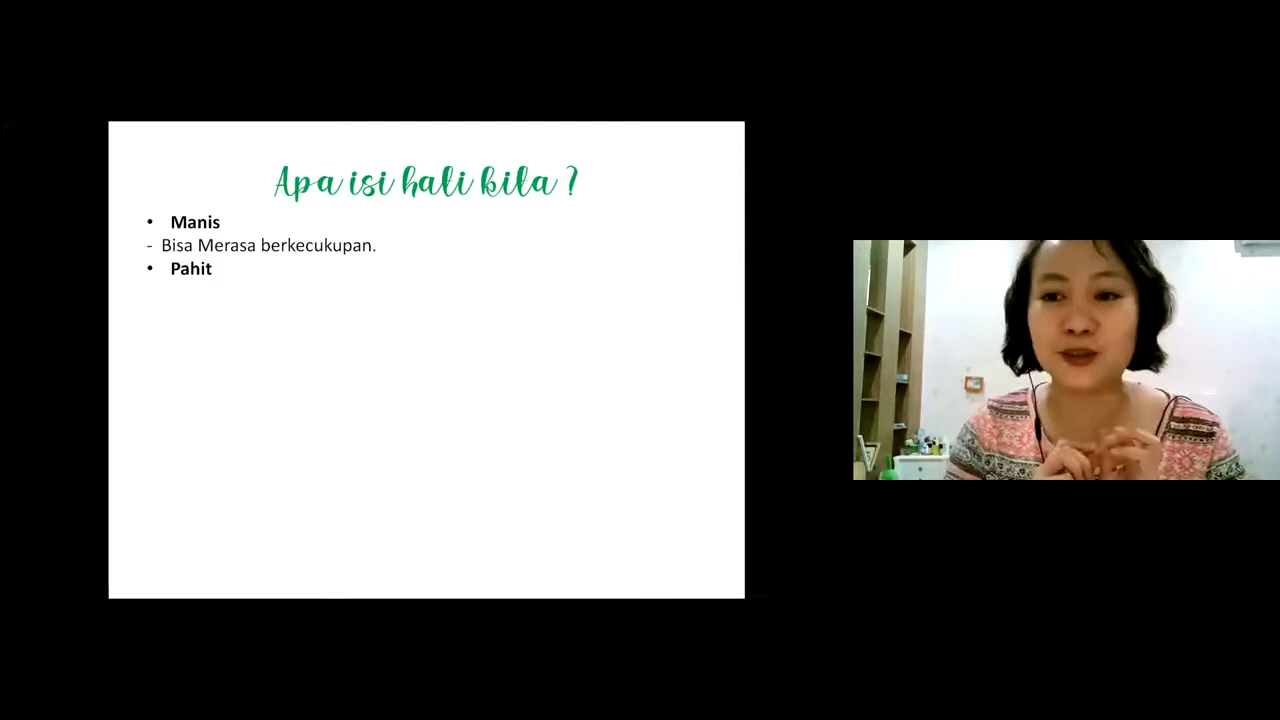 Apa isi hati kita ?
• Manis
- Bisa Merasa berkecukupan.
• Pahit